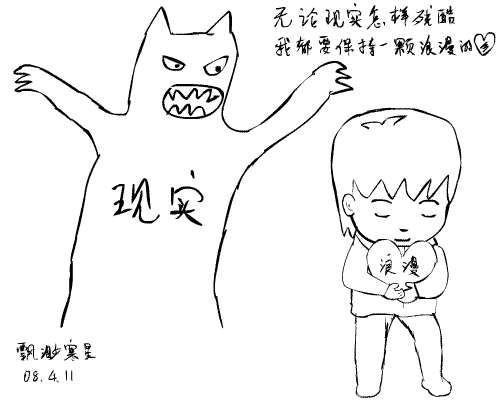 无论现实怎样残酷
我都要保持一颗浪漫的心
现实
浪漫
飘渺寒星
08.4.11